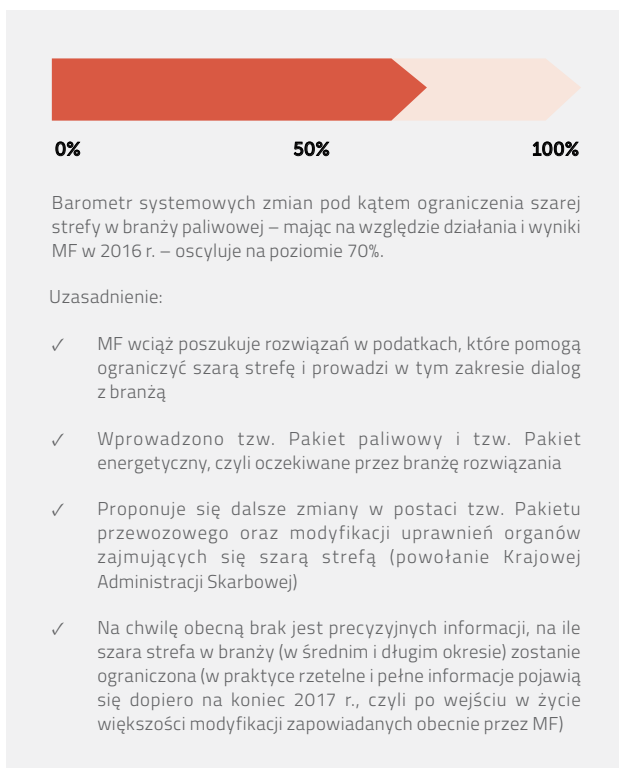 0% 50% 100%
Barometr systemowych zmian pod kątem ograniczenia szarej
strefy w branży paliwowej – mając na względzie działania i wyniki
MF w 2016 r. – oscyluje na poziomie 70%.
Uzasadnienie:
✓ MF wciąż poszukuje rozwiązań w podatkach, które pomogą
ograniczyć szarą strefę i prowadzi w tym zakresie dialog
z branżą
✓ Wprowadzono tzw. Pakiet paliwowy i tzw. Pakiet
energetyczny, czyli oczekiwane przez branżę rozwiązania
✓ Proponuje się dalsze zmiany w postaci tzw. Pakietu
przewozowego oraz modyfikacji uprawnień organów
zajmujących się szarą strefą (powołanie Krajowej
Administracji Skarbowej)
✓ Na chwilę obecną brak jest precyzyjnych informacji, na ile
szara strefa w branży (w średnim i długim okresie) zostanie
ograniczona (w praktyce rzetelne i pełne informacje pojawią
się dopiero na koniec 2017 r., czyli po wejściu w życie
większości modyfikacji zapowiadanych obecnie przez MF)